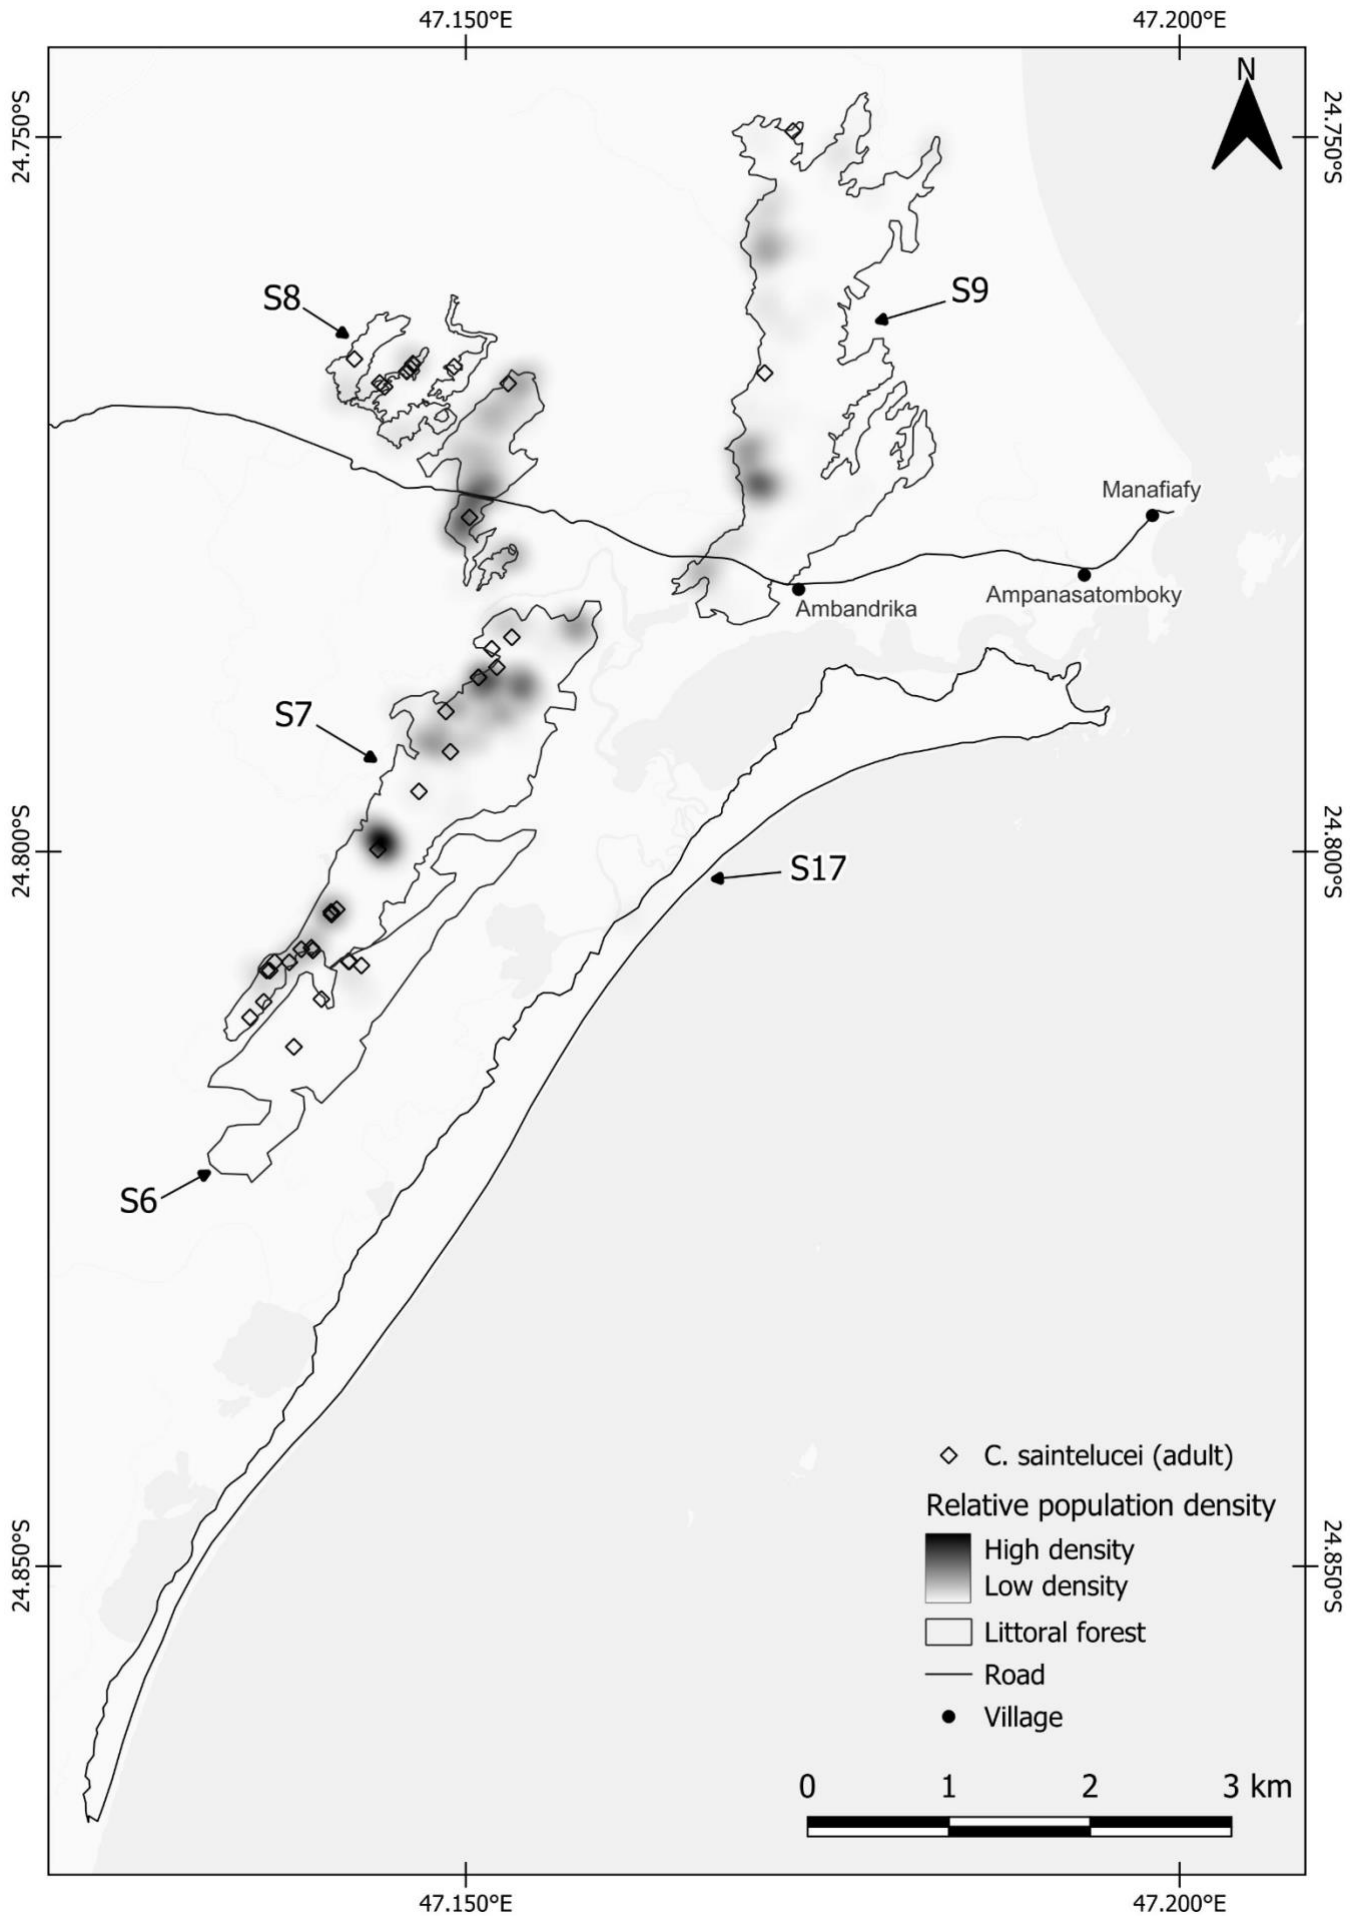 47.150°E
47.200°E
N
24.750°S
24.750°S
S8
S9
Manafiafy
Ampanasatomboky
Ambandrika
S7
24.800°S
24.800°S
S17
S6
C. saintelucei (adult)
Relative population density
High density
Low density
24.850°S
24.850°S
Littoral forest
Road
Village
0 1 2 3 km
47.150°E
47.200°E